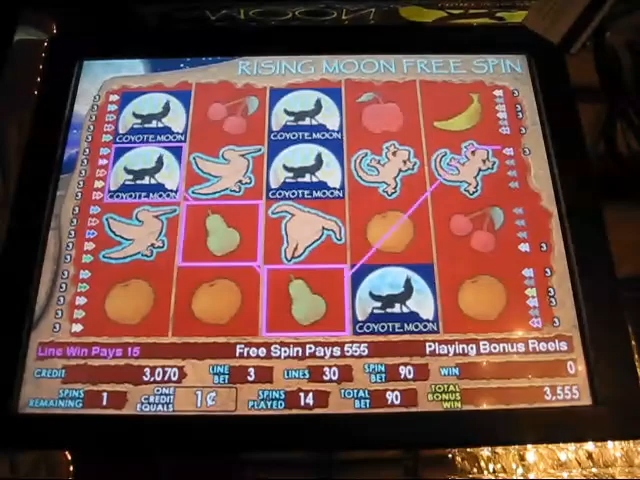 MOON
RISING MOON FREE SPIN
COYOTE MOON
COYOTE MOON
COYOTE MOON
COYOTE MOON
COYOTE MOON
Line Win Pays 15 Free Spin Pays 555 Playing Bonus Reels
CREDIT 3,070 LINE BET 3 LINES 30 SPIN BET 90 WIN 0
SPINS REMAINING 1 ONE CREDIT EQUALS 1¢ SPINS PLAYED 14 TOTAL BET 90 TOTAL BONUS WIN 3,555